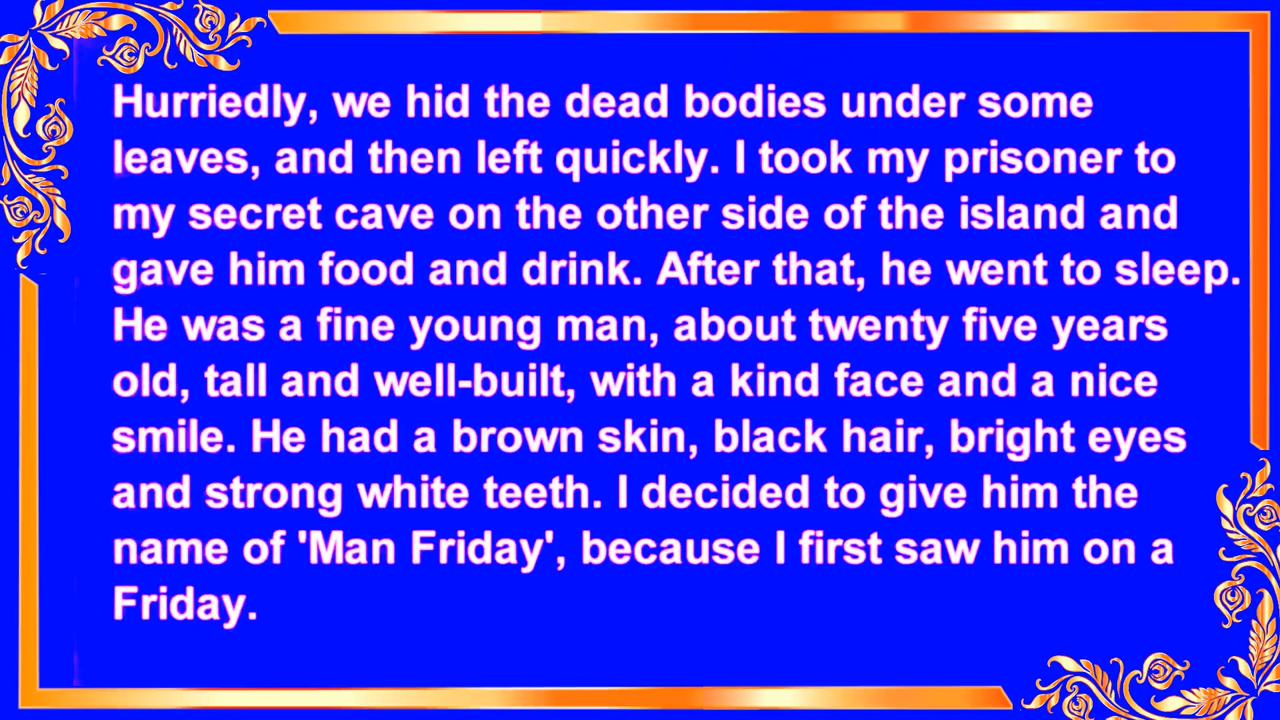 Hurriedly, we hid the dead bodies under some
leaves, and then left quickly. I took my prisoner to
my secret cave on the other side of the island and
gave him food and drink. After that, he went to sleep.
He was a fine young man, about twenty five years
old, tall and well-built, with a kind face and a nice
smile. He had a brown skin, black hair, bright eyes
and strong white teeth. I decided to give him the
name of 'Man Friday', because I first saw him on a
Friday.